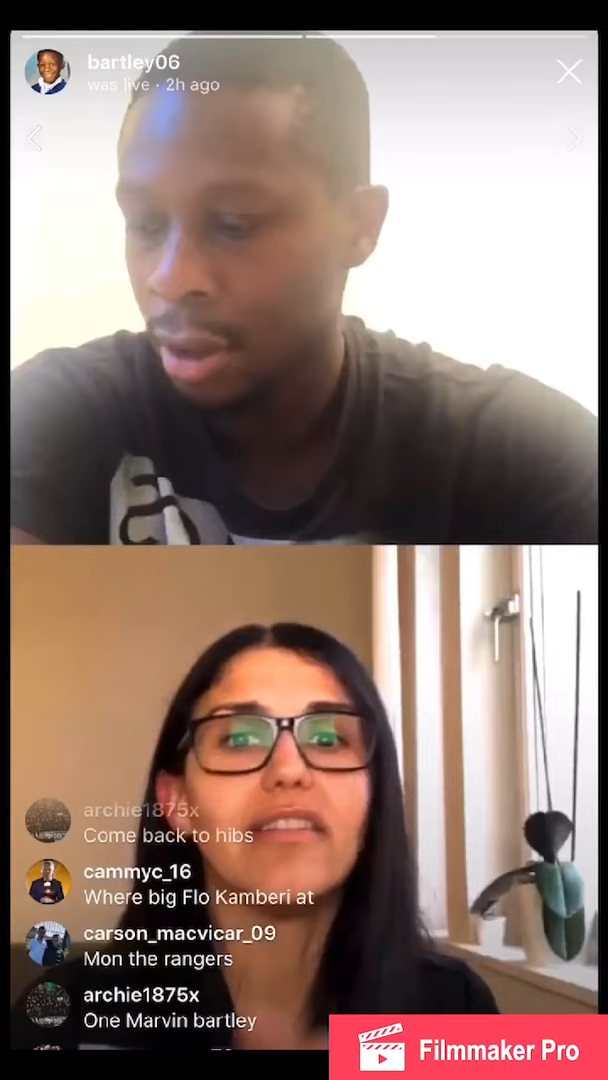 bartley06
was live · 2h ago
archie1875x
Come back to hibs
cammyc_16
Where big Flo Kamberi at
carson_macvicar_09
Mon the rangers
archie1875x
One Marvin bartley
Filmmaker Pro